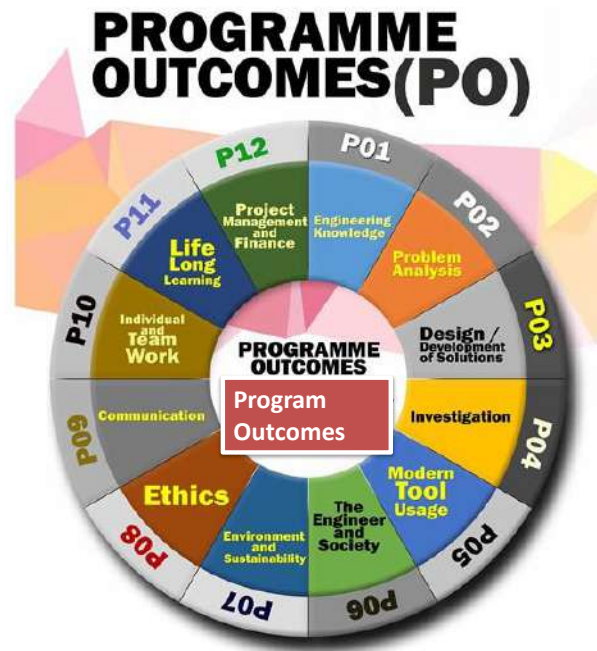 PROGRAMME
OUTCOMES(PO)
P01
Engineering
Knowledge
P02
Problem
Analysis
P03
Design /
Development
of Solutions
P04
Investigation
P05
Modern
Tool
Usage
P06
The
Engineer
and
Society
P07
Environment
and
Sustainability
P08
Ethics
P09
Communication
P10
Individual
and
Team
Work
P11
Life
Long
Learning
P12
Project
Management
and
Finance
PROGRAMME
OUTCOMES
Program
Outcomes